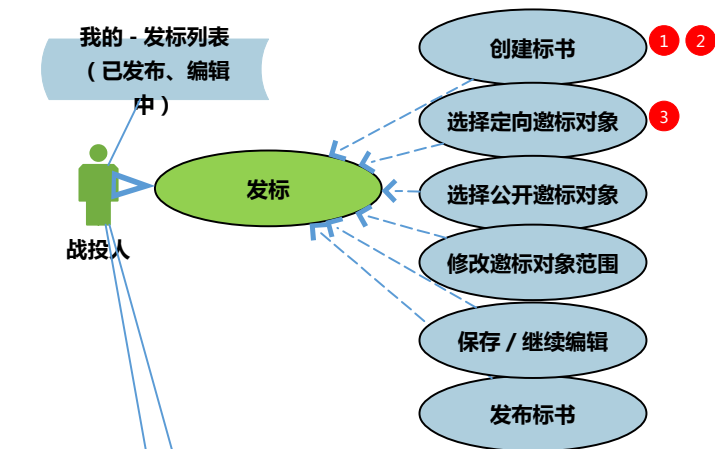 我的 - 发标列表
（已发布、编辑
中）
创建标书
1
2
选择定向邀标对象
3
发标
选择公开邀标对象
战投人
修改邀标对象范围
保存 / 继续编辑
发布标书